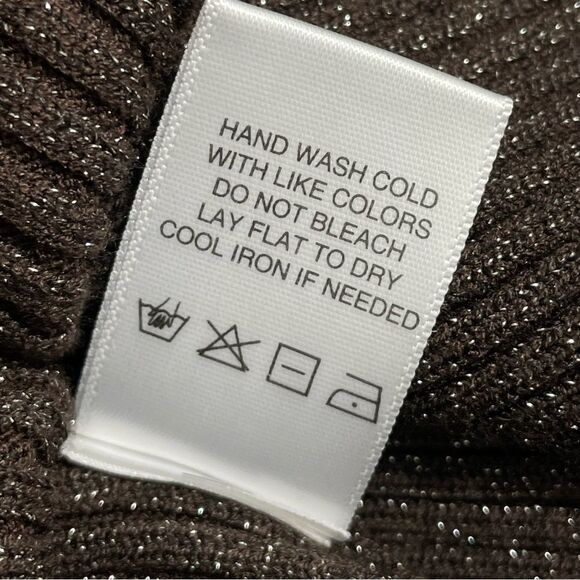 HAND WASH COLD
WITH LIKE COLORS
DO NOT BLEACH
LAY FLAT TO DRY
COOL IRON IF NEEDED